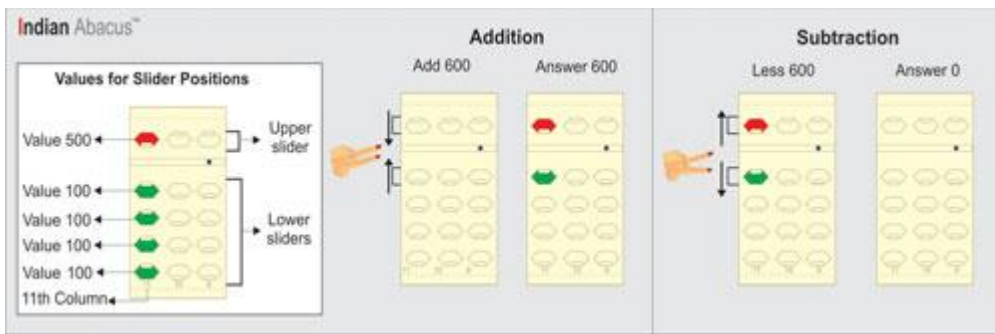 Indian Abacus™
Values for Slider Positions
Value 500
Upper
slider
Value 100
Value 100
Value 100
Value 100
Lower
sliders
11th Column
Addition
Add 600
Answer 600
Subtraction
Less 600
Answer 0